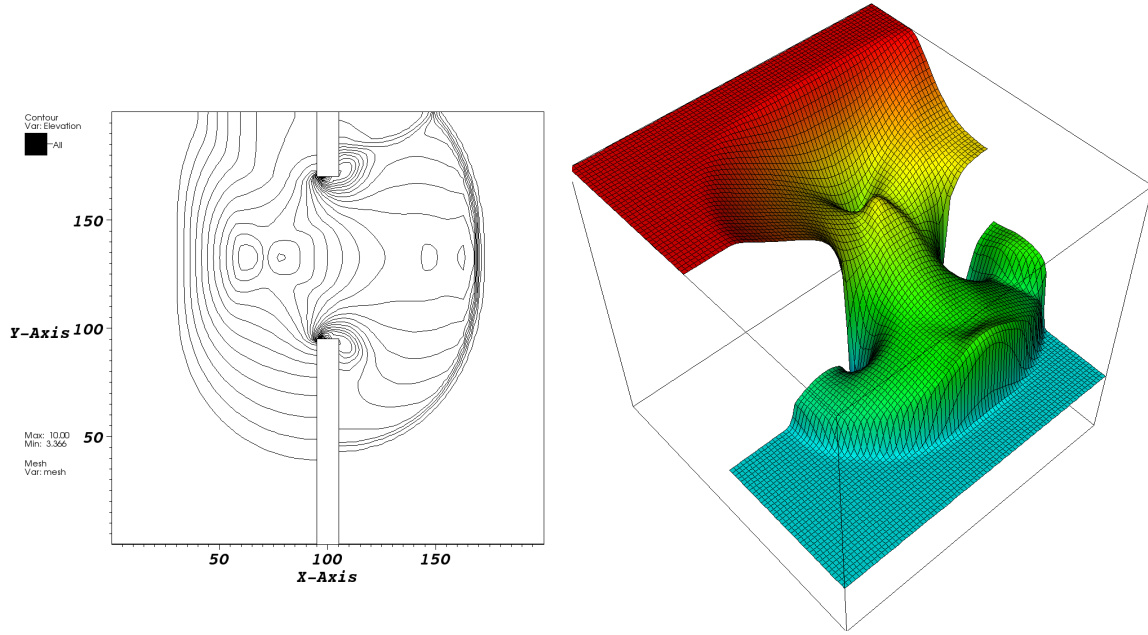 Contour
Var: Elevation
All
150
Y-Axis
100
50
Max: 10.00
Min: 3.366
Mesh
Var: mesh
50
100
150
X-Axis